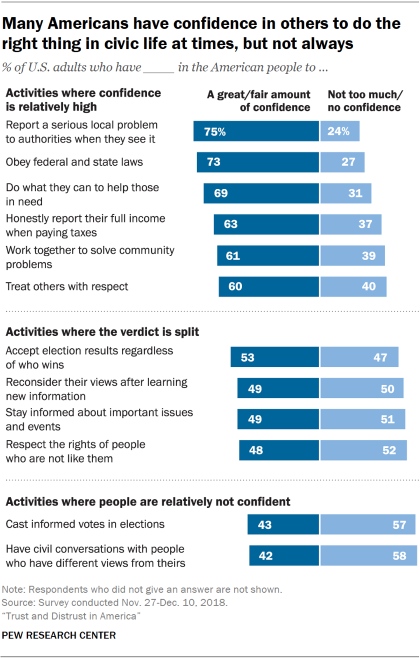 Many Americans have confidence in others to do the
right thing in civic life at times, but not always
% of U.S. adults who have _____ in the American people to ...
Activities where confidence
is relatively high
A great/fair amount
of confidence
Not too much/
no confidence
Report a serious local problem
to authorities when they see it
75%
24%
Obey federal and state laws
73
27
Do what they can to help those
in need
69
31
Honestly report their full income
when paying taxes
63
37
Work together to solve community
problems
61
39
Treat others with respect
60
40
Activities where the verdict is split
Accept election results regardless
of who wins
53
47
Reconsider their views after learning
new information
49
50
Stay informed about important issues
and events
49
51
Respect the rights of people
who are not like them
48
52
Activities where people are relatively not confident
Cast informed votes in elections
43
57
Have civil conversations with people
who have different views from theirs
42
58
Note: Respondents who did not give an answer are not shown.
Source: Survey conducted Nov. 27-Dec. 10, 2018.
"Trust and Distrust in America"
PEW RESEARCH CENTER